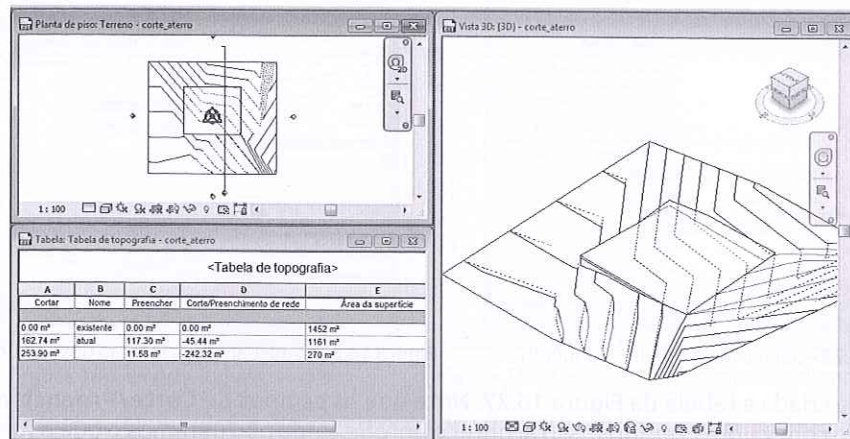 Planta de piso: Terreno - corte_aterro
2D
1 : 100
Tabela: Tabela de topografia - corte_aterro
<Tabela de topografia>
A B C D E
Cortar Nome Preencher Corte/Preenchimento de rede Área da superfície
0.00 m³ existente 0.00 m³ 0.00 m³ 1452 m²
162.74 m³ atual 117.30 m³ -45.44 m³ 1161 m²
253.90 m³ 11.58 m³ -242.32 m³ 270 m²
Vista 3D: {3D} - corte_aterro
1 : 100